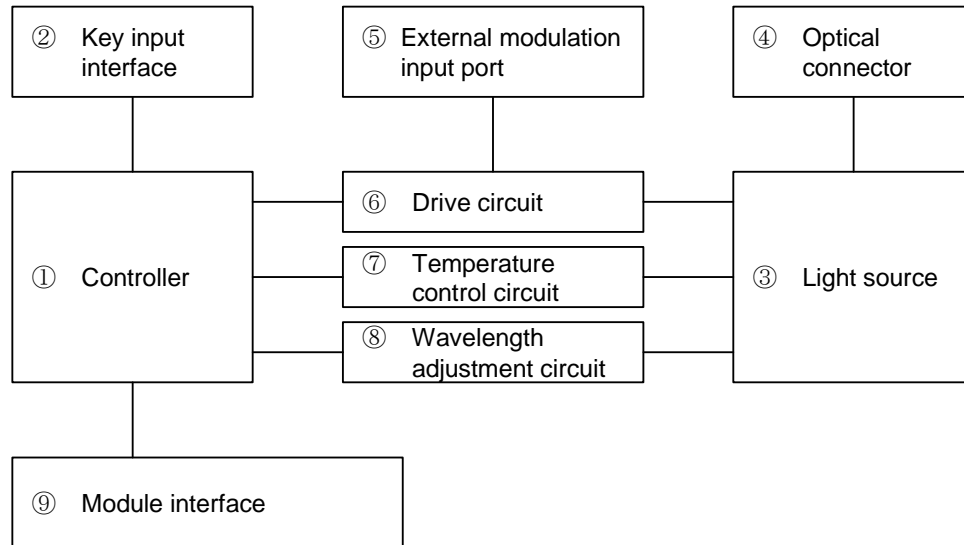 ② Key input
interface
⑤ External modulation
input port
④ Optical
connector
⑥ Drive circuit
① Controller
⑦ Temperature
control circuit
③ Light source
⑧ Wavelength
adjustment circuit
⑨ Module interface